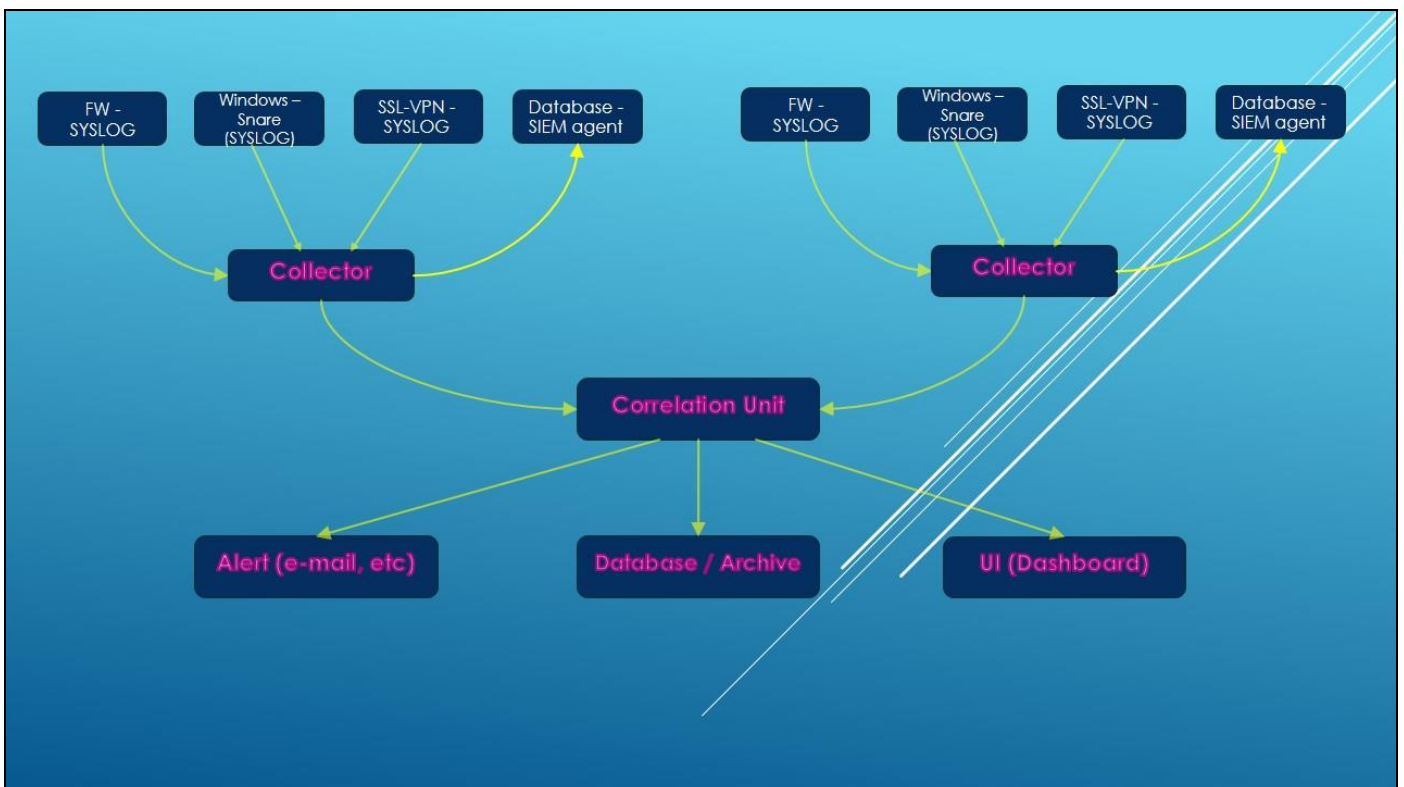 FW -
SYSLOG
Windows –
Snare
(SYSLOG)
SSL-VPN -
SYSLOG
Database -
SIEM agent
FW -
SYSLOG
Windows –
Snare
(SYSLOG)
SSL-VPN -
SYSLOG
Database -
SIEM agent
Collector
Collector
Correlation Unit
Alert (e-mail, etc)
Database / Archive
UI (Dashboard)